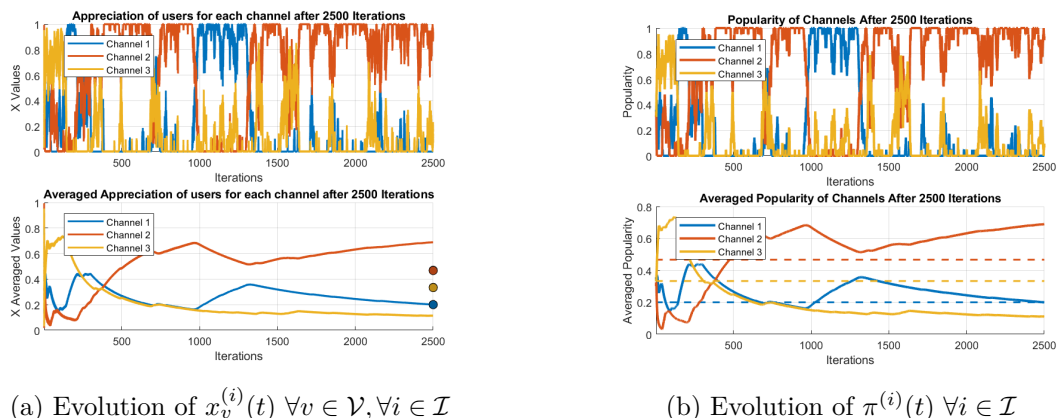 Appreciation of users for each channel after 2500 Iterations
X Values
1
0.8
0.6
0.4
0.2
0
Channel 1
Channel 2
Channel 3
500
1000
1500
2000
2500
Iterations
Averaged Appreciation of users for each channel after 2500 Iterations
X Averaged Values
1
0.8
0.6
0.4
0.2
0
Channel 1
Channel 2
Channel 3
500
1000
1500
2000
2500
Iterations
(a) Evolution of $x_v^{(i)}(t)$ ∀v ∈ $\mathcal{V}$, ∀i ∈ $\mathcal{I}$
Popularity of Channels After 2500 Iterations
Popularity
1
0.8
0.6
0.4
0.2
0
Channel 1
Channel 2
Channel 3
500
1000
1500
2000
2500
Iterations
Averaged Popularity of Channels After 2500 Iterations
Averaged Popularity
0.8
0.6
0.4
0.2
0
Channel 1
Channel 2
Channel 3
500
1000
1500
2000
2500
Iterations
(b) Evolution of $\pi^{(i)}(t)$ ∀i ∈ $\mathcal{I}$